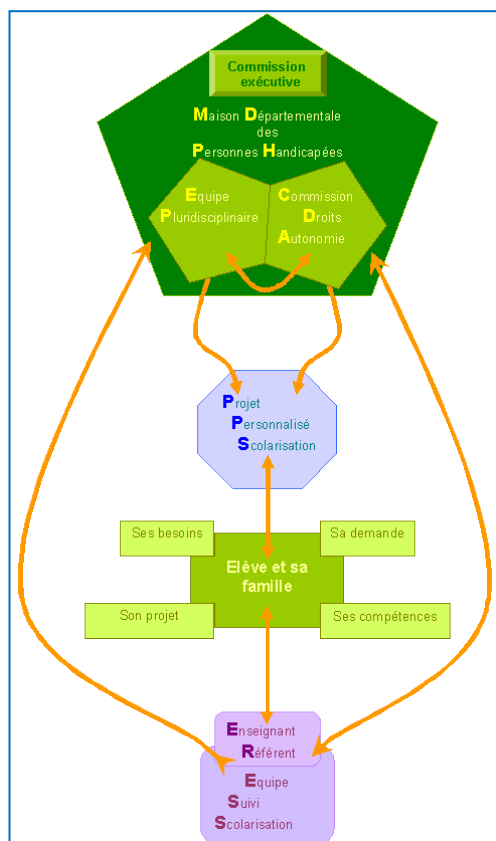 Commission
exécutive
Maison Départementale
des
Personnes Handicapées
Equipe
Pluridisciplinaire
Commission
Droits
Autonomie
Projet
Personnalisé
Scolarisation
Ses besoins
Sa demande
Elève et sa
famille
Son projet
Ses compétences
Enseignant
Référent
Equipe
Suivi
Scolarisation